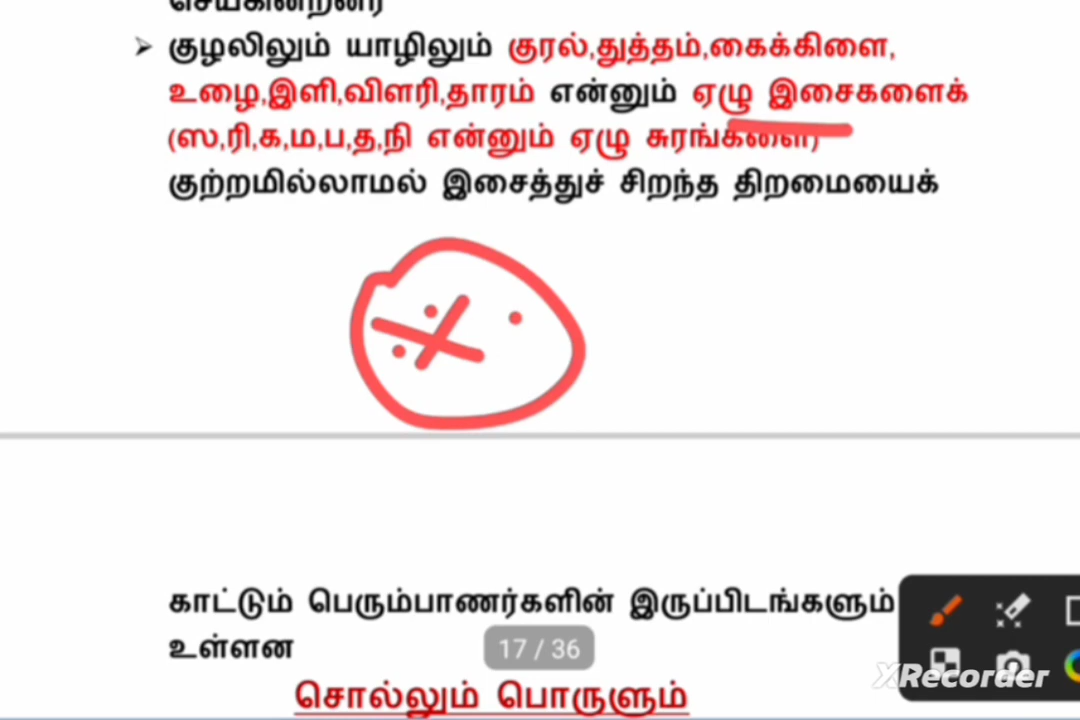 செய்கின்றனர்
➤ குழலிலும் யாழிலும் குரல்,துத்தம்,கைக்கிளை,
உழை,இளி,விளரி,தாரம் என்னும் ஏழு இசைகளைக்
(ஸ,ரி,க,ம,ப,த,நி என்னும் ஏழு சுரங்களை)
குற்றமில்லாமல் இசைத்துச் சிறந்த திறமையைக்
காட்டும் பெரும்பாணர்களின் இருப்பிடங்களும்
உள்ளன
17 / 36
XRecorder
சொல்லும் பொருளும்